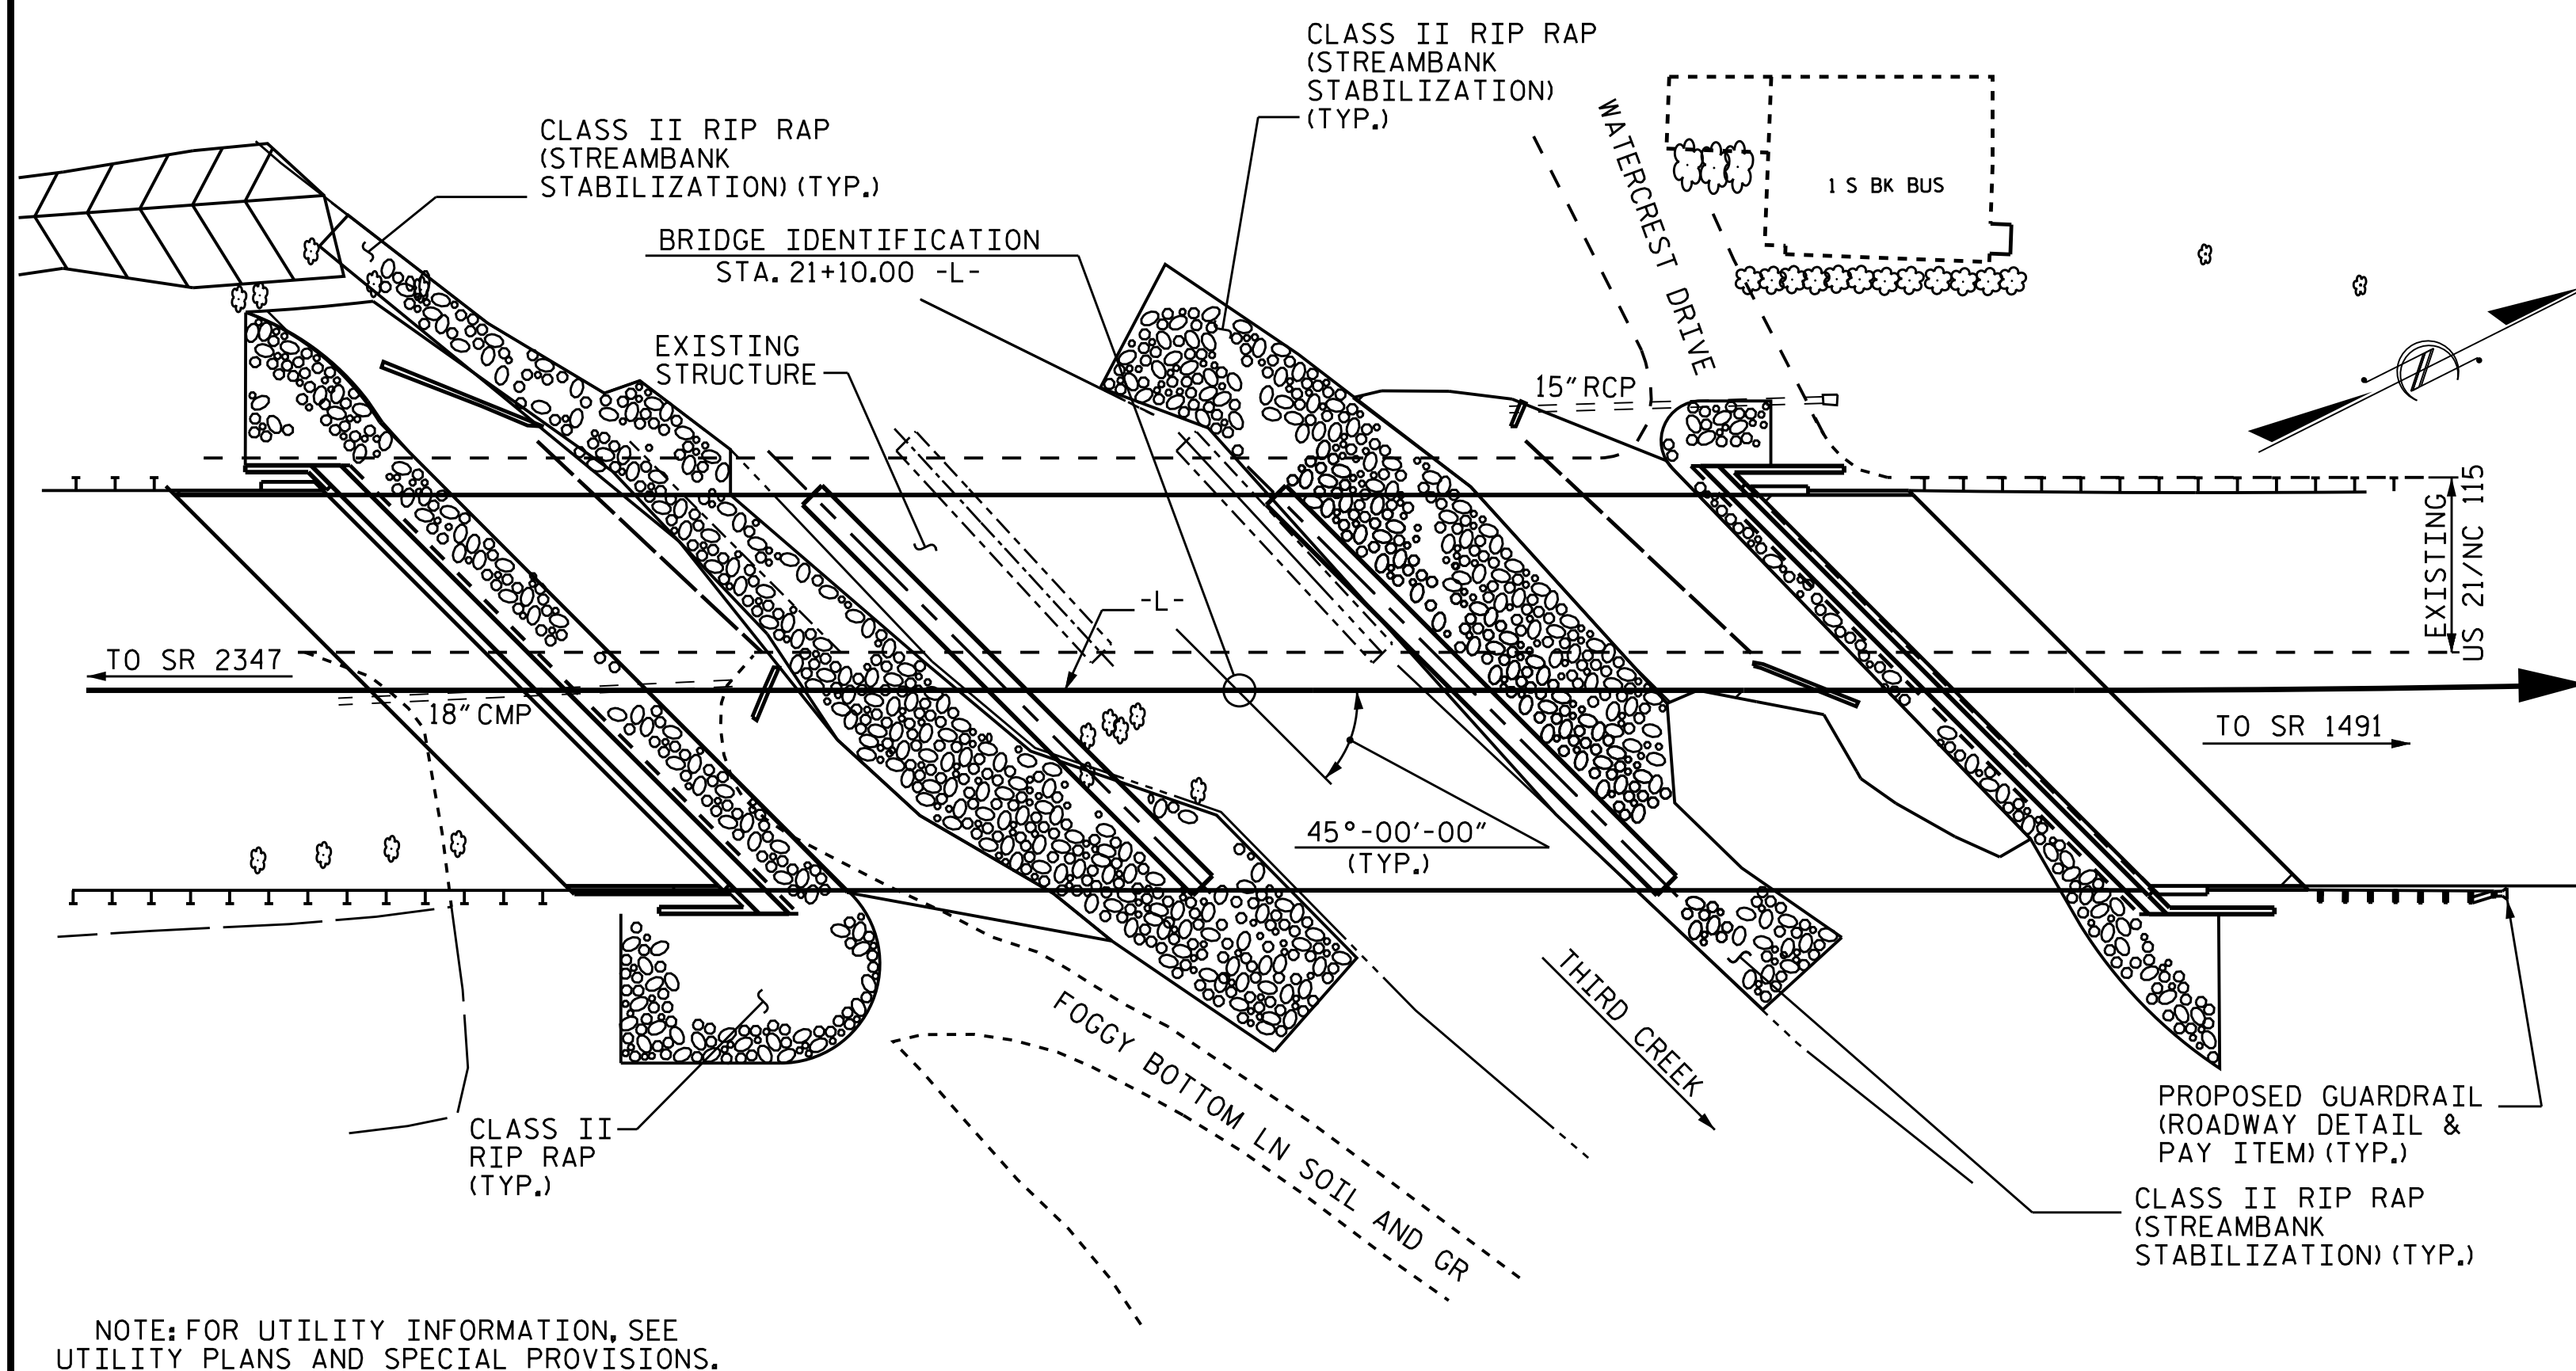 CLASS II RIP RAP
(STREAMBANK
STABILIZATION)
(TYP.)
CLASS II RIP RAP
(STREAMBANK
STABILIZATION) (TYP.)
WATERCREST DRIVE
1 S BK BUS
BRIDGE IDENTIFICATION
STA. 21+10.00 -L-
EXISTING
STRUCTURE
15" RCP
EXISTING
US 21/NC 115
-L-
TO SR 2347
18" CMP
TO SR 1491
45°-00'-00"
(TYP.)
THIRD CREEK
FOGGY BOTTOM LN SOIL AND GR
CLASS II
RIP RAP
(TYP.)
PROPOSED GUARDRAIL
(ROADWAY DETAIL &
PAY ITEM) (TYP.)
CLASS II RIP RAP
(STREAMBANK
STABILIZATION) (TYP.)
NOTE: FOR UTILITY INFORMATION, SEE
UTILITY PLANS AND SPECIAL PROVISIONS.